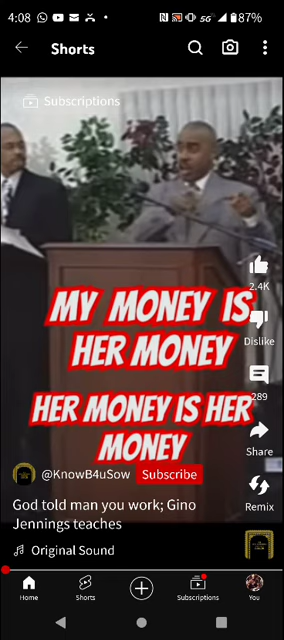 4:08
5G
87%
Shorts
Subscriptions
MY MONEY IS
HER MONEY
HER MONEY IS HER
MONEY
2.4K
Dislike
289
Share
Remix
@KnowB4uSow
Subscribe
God told man you work; Gino
Jennings teaches
Original Sound
Home
Shorts
Subscriptions
You